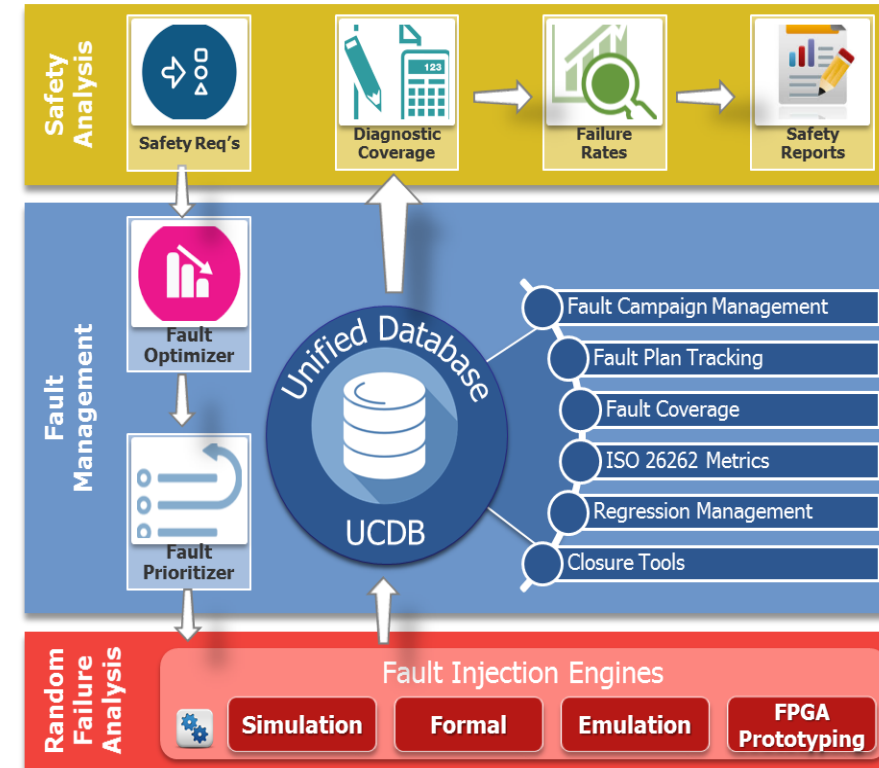 Safety
Analysis
Safety Req's
123
Diagnostic
Coverage
Failure
Rates
Safety
Reports
Fault
Management
Fault
Optimizer
Fault
Prioritizer
Unified Database
UCDB
Fault Campaign Management
Fault Plan Tracking
Fault Coverage
ISO 26262 Metrics
Regression Management
Closure Tools
Random
Failure
Analysis
Fault Injection Engines
Simulation
Formal
Emulation
FPGA
Prototyping